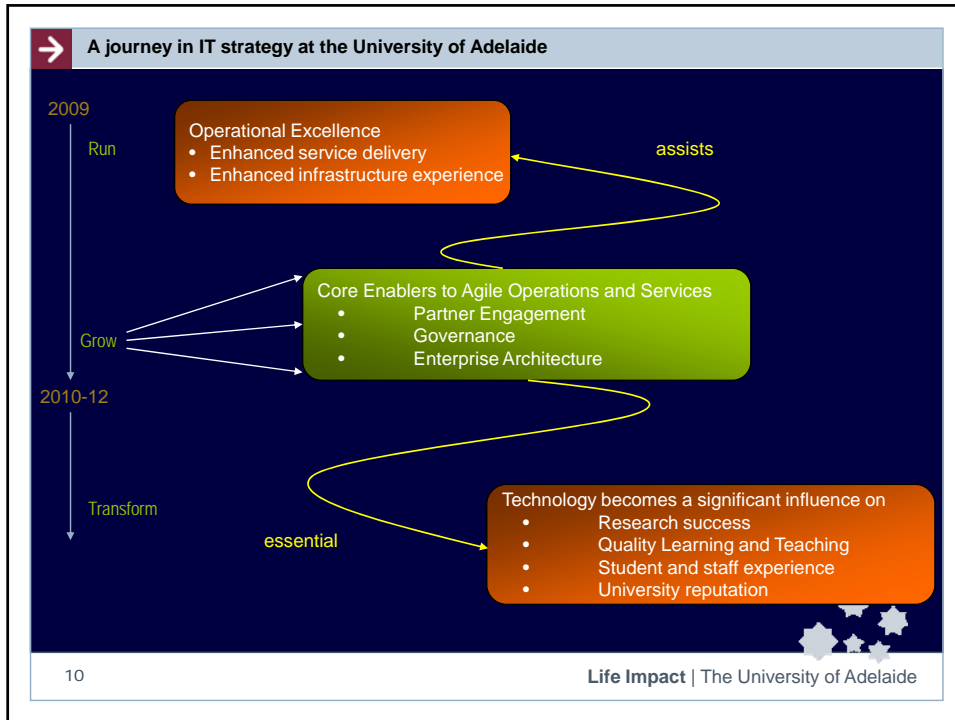 A journey in IT strategy at the University of Adelaide
2009
Run
Operational Excellence
• Enhanced service delivery
• Enhanced infrastructure experience
assists
Grow
Core Enablers to Agile Operations and Services
• Partner Engagement
• Governance
• Enterprise Architecture
2010-12
Transform
essential
Technology becomes a significant influence on
• Research success
• Quality Learning and Teaching
• Student and staff experience
• University reputation
10
Life Impact | The University of Adelaide